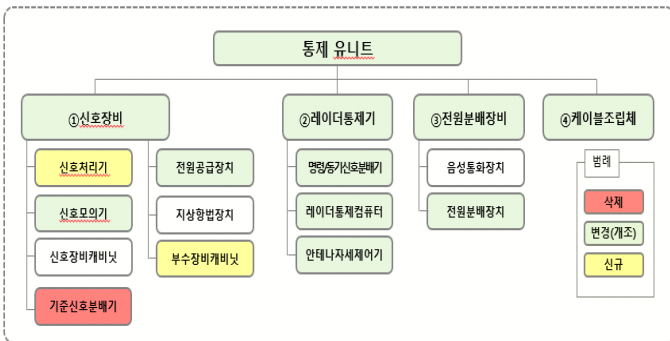 통제 유니트
①신호장비
②레이더통제기
③전원분배장비
④케이블조립체
신호처리기
전원공급장치
명령/동기신호분배기
음성통화장치
범례
신호모의기
지상항법장치
레이더통제컴퓨터
전원분배장치
삭제
변경(개조)
신호장비캐비닛
부수장비캐비닛
안테나자세제어기
신규
기준신호분배기